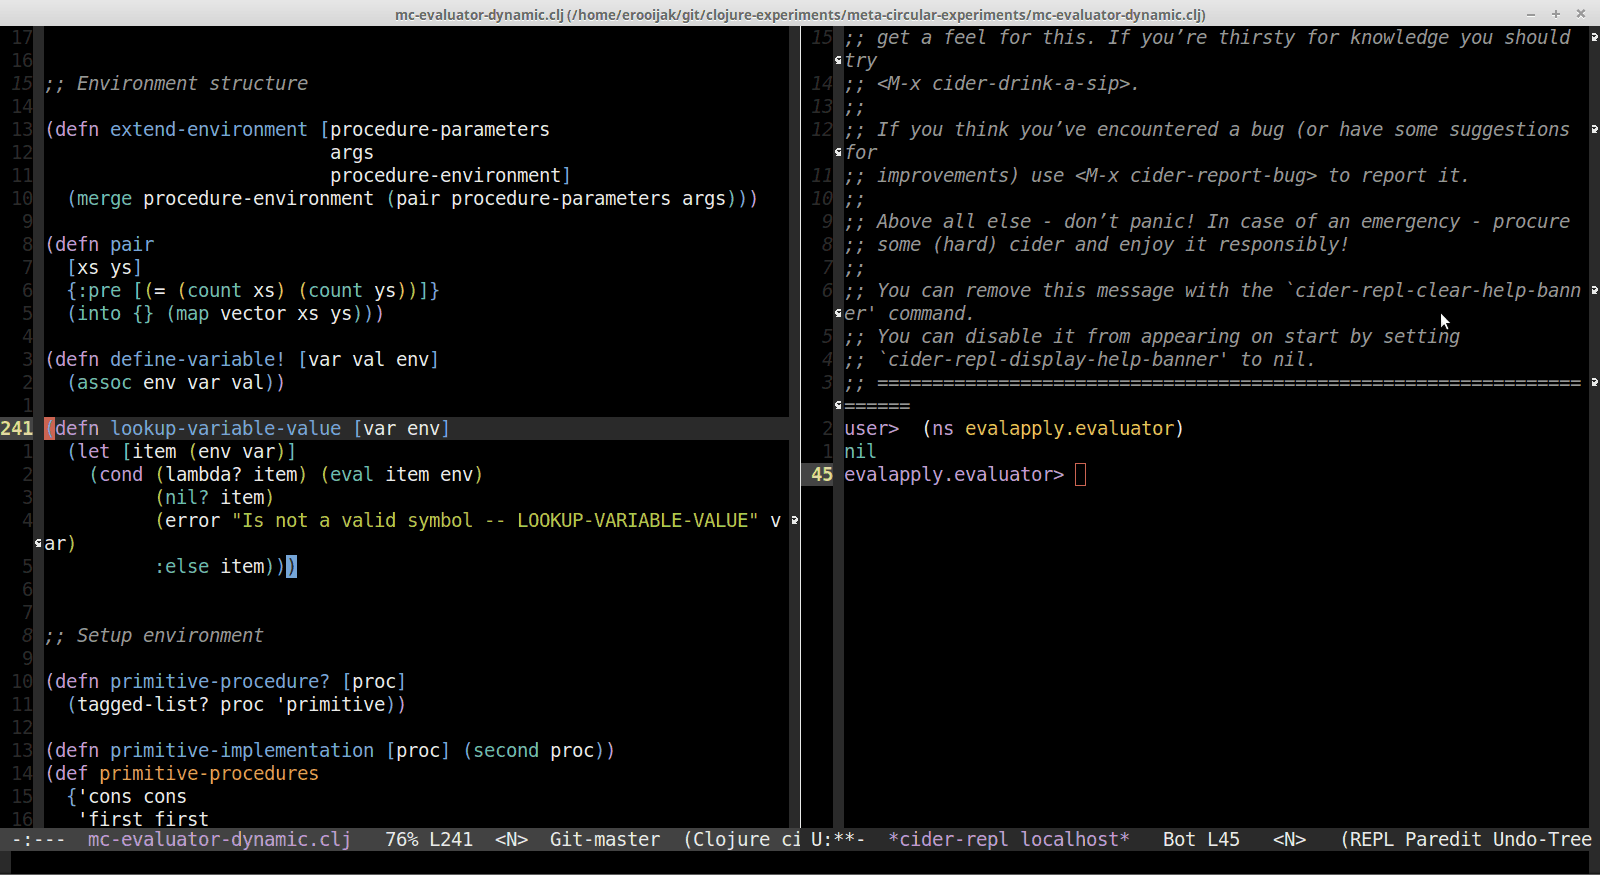 mc-evaluator-dynamic.clj (/home/erooijak/git/clojure-experiments/meta-circular-experiments/mc-evaluator-dynamic.clj)
17
16
15 ;; Environment structure
14
13 (defn extend-environment [procedure-parameters
12 args
11 procedure-environment]
10 (merge procedure-environment (pair procedure-parameters args)))
9
8 (defn pair
7 [xs ys]
6 {:pre [(= (count xs) (count ys))]}
5 (into {} (map vector xs ys)))
4
3 (defn define-variable! [var val env]
2 (assoc env var val))
1
241 (defn lookup-variable-value [var env]
1 (let [item (env var)]
2 (cond (lambda? item) (eval item env)
3 (nil? item)
4 (error "Is not a valid symbol -- LOOKUP-VARIABLE-VALUE" v
ar)
5 :else item)))
6
7
8 ;; Setup environment
9
10 (defn primitive-procedure? [proc]
11 (tagged-list? proc 'primitive))
12
13 (defn primitive-implementation [proc] (second proc))
14 (def primitive-procedures
15 {'cons cons
16 'first first
-:--- mc-evaluator-dynamic.clj 76% L241 <N> Git-master (Clojure ci
15 ;; get a feel for this. If you’re thirsty for knowledge you should
try
14 ;; <M-x cider-drink-a-sip>.
13 ;;
12 ;; If you think you’ve encountered a bug (or have some suggestions
for
11 ;; improvements) use <M-x cider-report-bug> to report it.
10 ;;
9 ;; Above all else - don’t panic! In case of an emergency - procure
8 ;; some (hard) cider and enjoy it responsibly!
7 ;;
6 ;; You can remove this message with the `cider-repl-clear-help-bann
er' command.
5 ;; You can disable it from appearing on start by setting
4 ;; `cider-repl-display-help-banner' to nil.
3 ;; ================================================================
======
2 user> (ns evalapply.evaluator)
1 nil
45 evalapply.evaluator>
U:**- *cider-repl localhost* Bot L45 <N> (REPL Paredit Undo-Tree